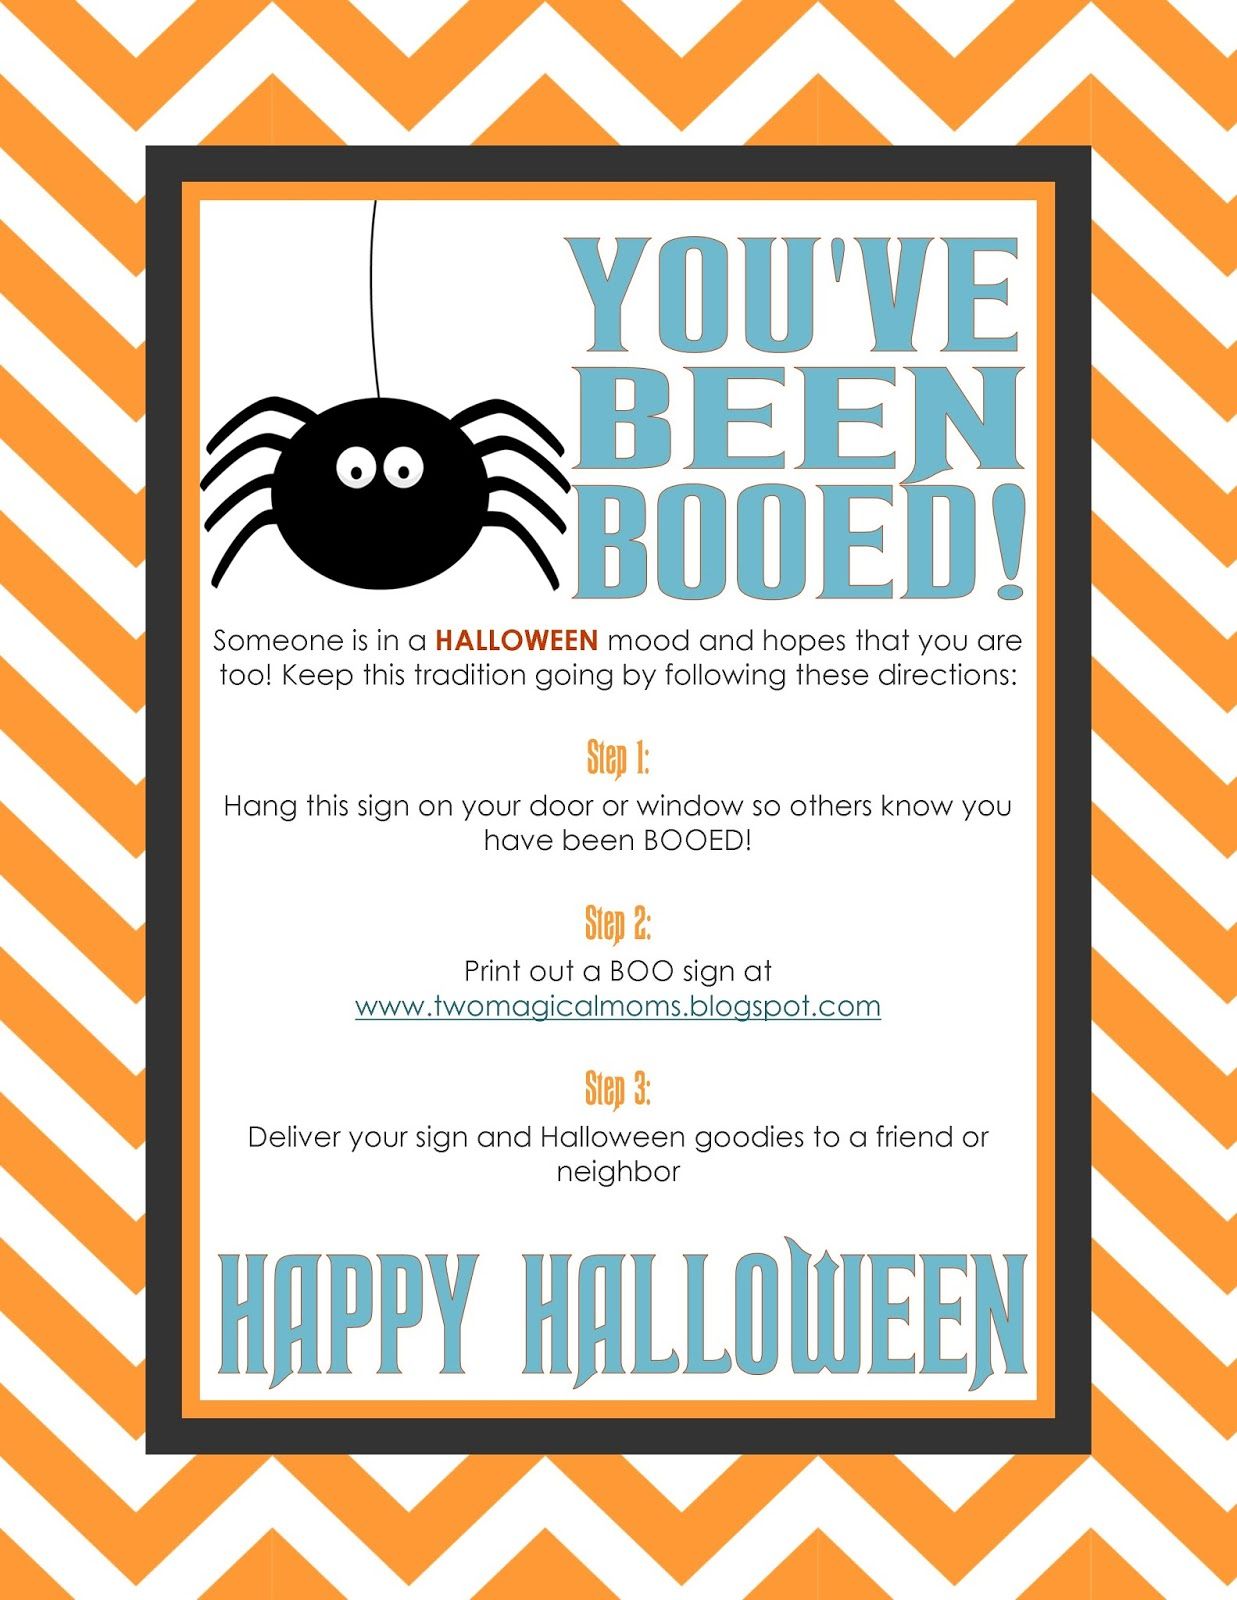 YOU'VE
BEEN
BOOED!
Someone is in a HALLOWEEN mood and hopes that you are
too! Keep this tradition going by following these directions:
Step 1:
Hang this sign on your door or window so others know you
have been BOOED!
Step 2:
Print out a BOO sign at
www.twomagicalmoms.blogspot.com
Step 3:
Deliver your sign and Halloween goodies to a friend or
neighbor
HAPPY HALLOWEEN